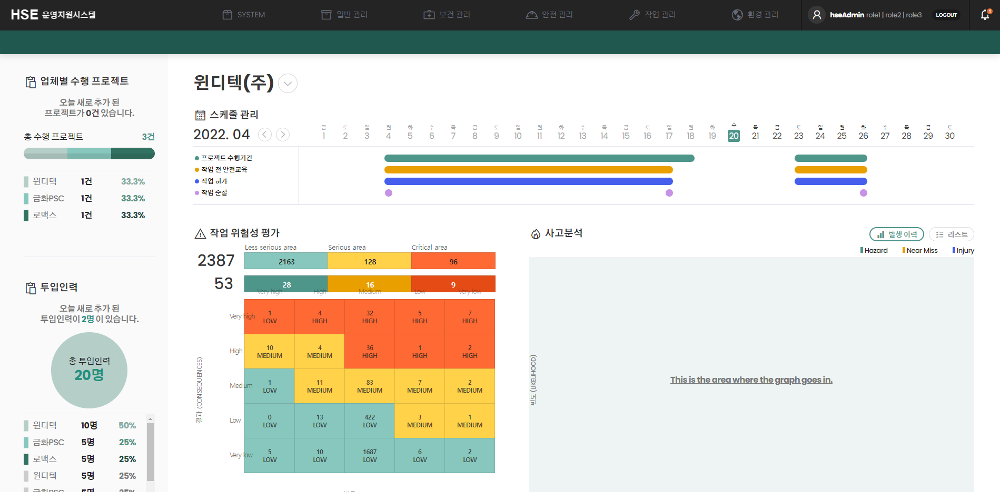 HSE 운영지원시스템
SYSTEM
일반 관리
보건 관리
안전 관리
작업 관리
환경 관리
hseAdmin role1 | role2 | role3
LOGOUT
1
업체별 수행 프로젝트
오늘 새로 추가 된
프로젝트가 0건 있습니다.
총 수행 프로젝트 3건
윈디텍 1건 33.3%
금화PSC 1건 33.3%
로맥스 1건 33.3%
투입인력
오늘 새로 추가 된
투입인력이 2명 이 있습니다.
총 투입인력
20명
윈디텍 10명 50%
금화PSC 5명 25%
로맥스 5명 25%
윈디텍 5명 25%
금화PSC 5명 25%
윈디텍(주)
스케줄 관리
2022. 04
금 토 일 월 화 수 목 금 토 일 월 화 수 목 금 토 일 월 화 수 목 금 토 일 월 화 수 목 금 토
1 2 3 4 5 6 7 8 9 10 11 12 13 14 15 16 17 18 19 20 21 22 23 24 25 26 27 28 29 30
프로젝트 수행기간
작업 전 안전교육
작업 허가
작업 순찰
작업 위험성 평가
Less serious area Serious area Critical area
2387 2163 128 96
53 28 16 9
Very high High Medium Low Very low
Very high
1 4 32 5 7
LOW HIGH HIGH HIGH HIGH
High
10 4 36 1 2
MEDIUM MEDIUM HIGH HIGH HIGH
Medium
1 11 83 7 2
LOW MEDIUM MEDIUM MEDIUM MEDIUM
Low
0 13 422 3 1
LOW LOW LOW MEDIUM MEDIUM
Very low
5 10 1687 6 2
LOW LOW LOW LOW LOW
결과 (CONSEQUENCES)
사고분석
발생 이력
리스트
Hazard Near Miss Injury
빈도 (LIKELIHOOD)
This is the area where the graph goes in.